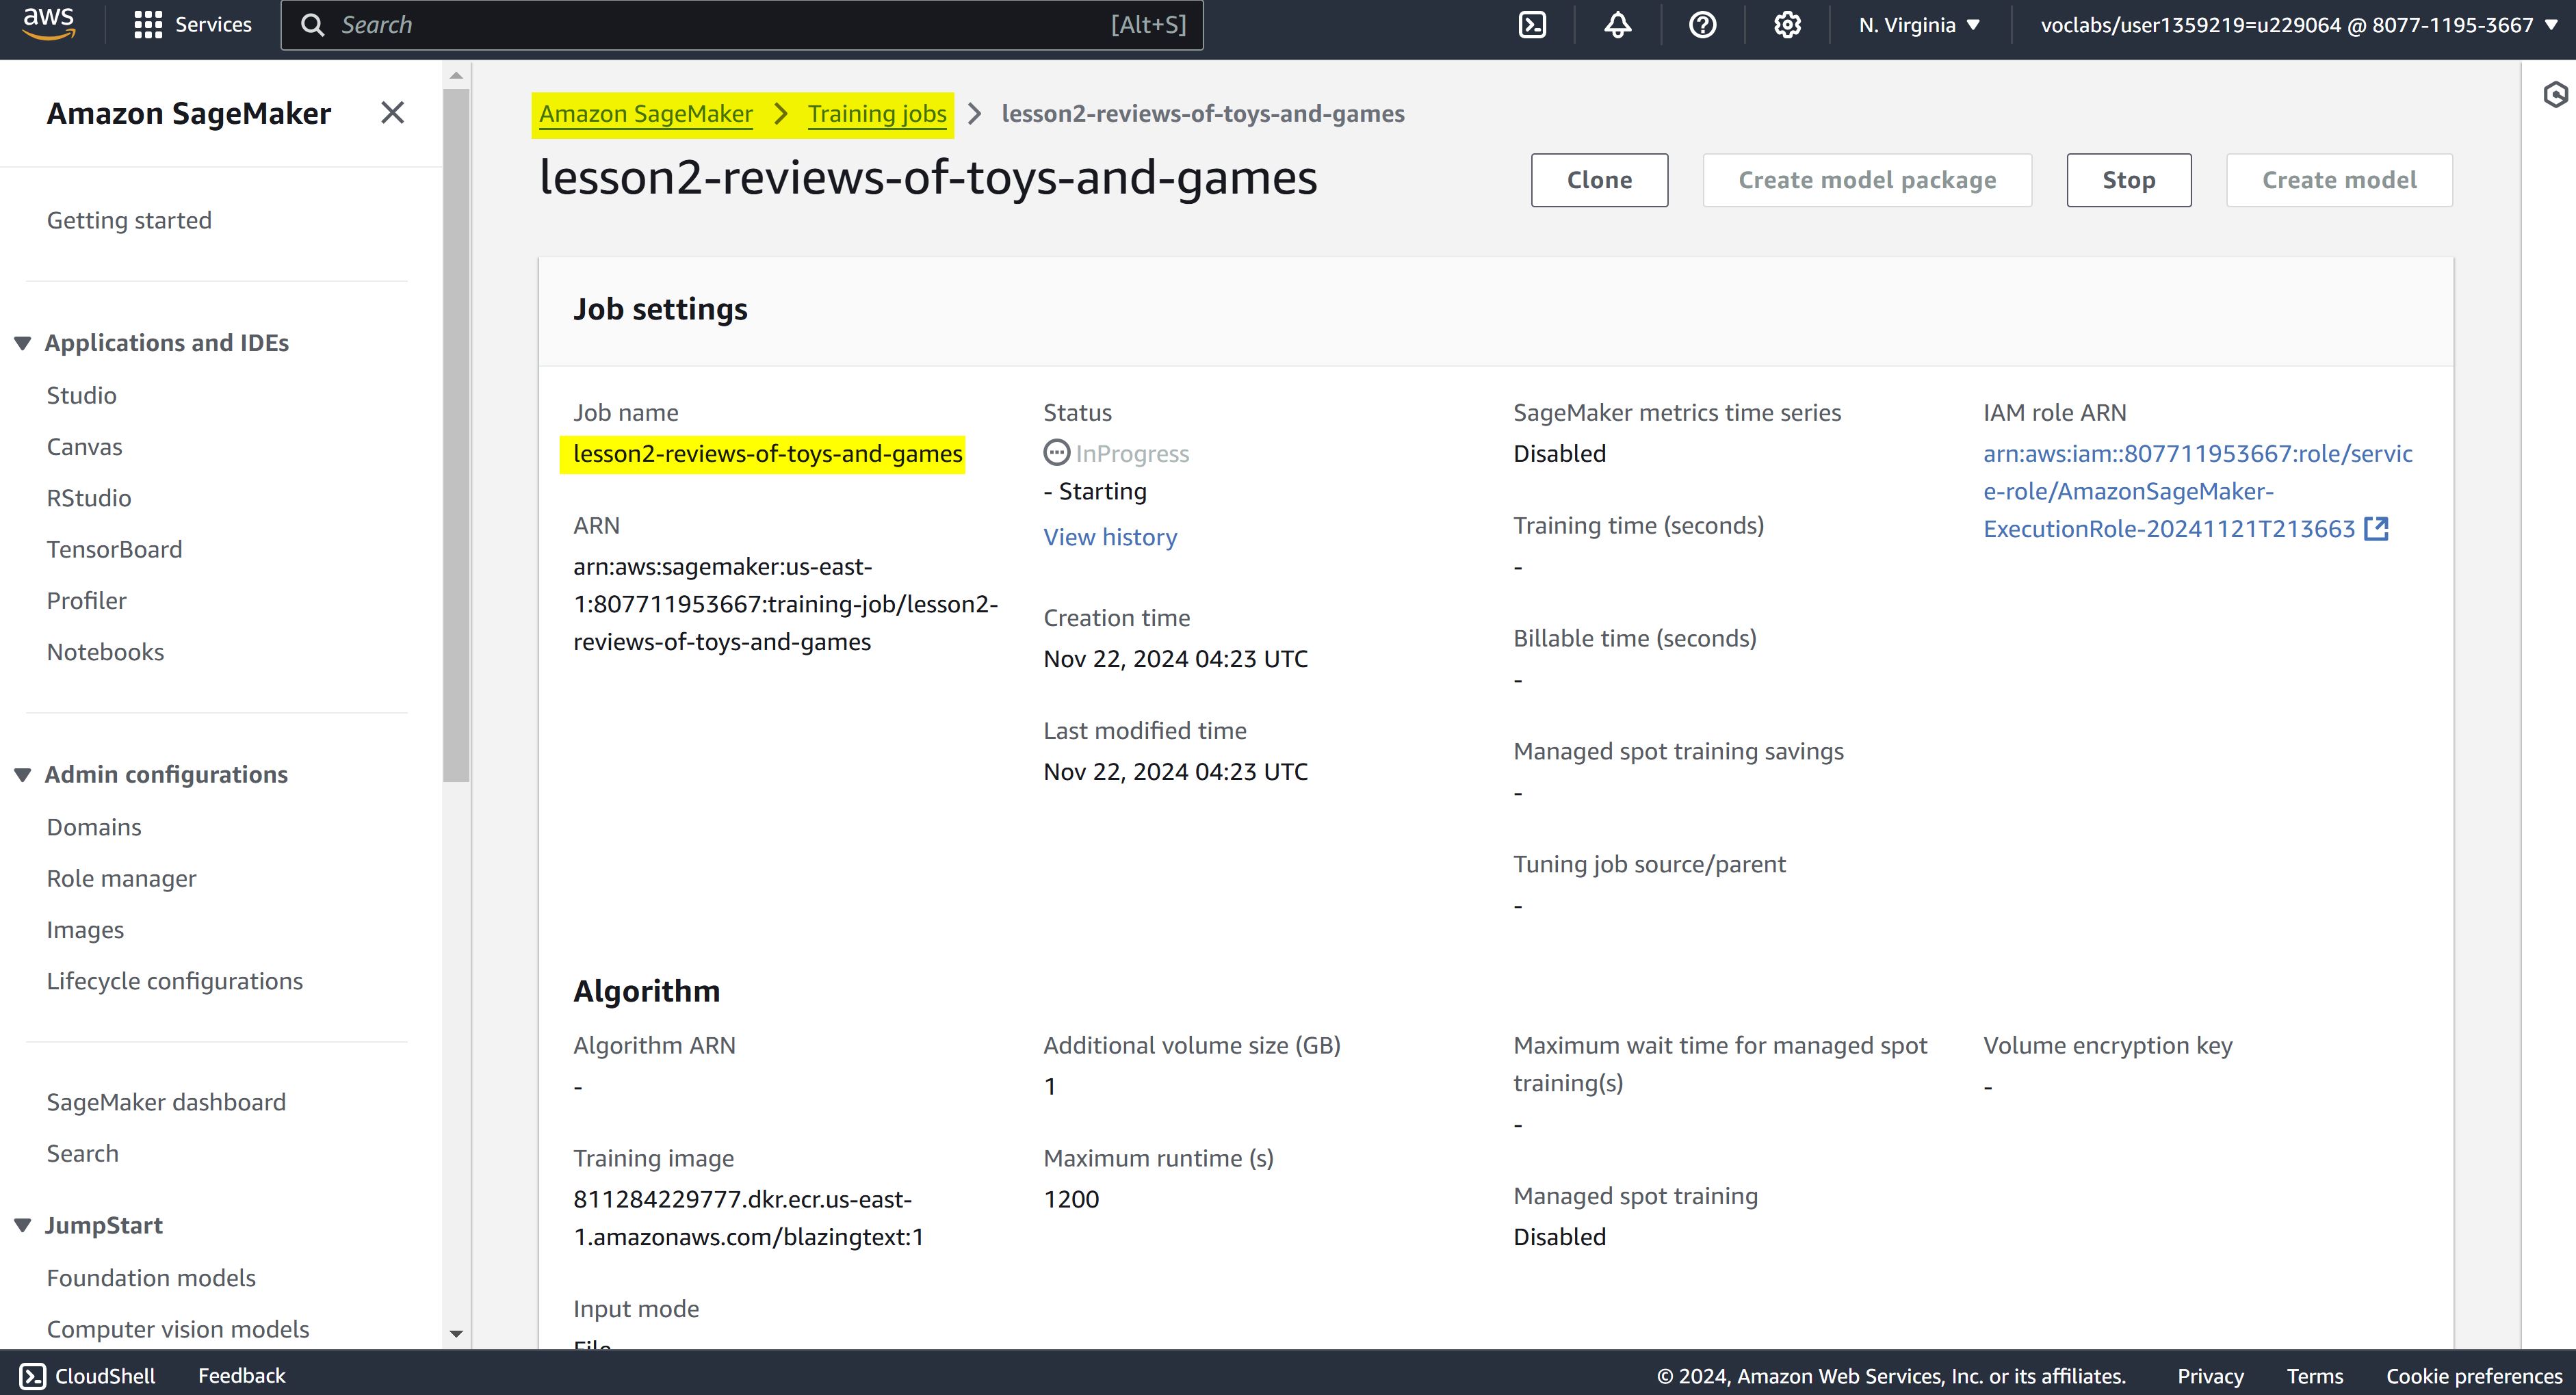 aws
Services
Search [Alt+S]
N. Virginia
voclabs/user1359219=u229064 @ 8077-1195-3667
Amazon SageMaker
Getting started
Applications and IDEs
Studio
Canvas
RStudio
TensorBoard
Profiler
Notebooks
Admin configurations
Domains
Role manager
Images
Lifecycle configurations
SageMaker dashboard
Search
JumpStart
Foundation models
Computer vision models
Amazon SageMaker > Training jobs > lesson2-reviews-of-toys-and-games
lesson2-reviews-of-toys-and-games
Clone
Create model package
Stop
Create model
Job settings
Job name
lesson2-reviews-of-toys-and-games
ARN
arn:aws:sagemaker:us-east-
1:807711953667:training-job/lesson2-
reviews-of-toys-and-games
Status
InProgress
- Starting
View history
Creation time
Nov 22, 2024 04:23 UTC
Last modified time
Nov 22, 2024 04:23 UTC
SageMaker metrics time series
Disabled
Training time (seconds)
-
Billable time (seconds)
-
Managed spot training savings
-
Tuning job source/parent
-
IAM role ARN
arn:aws:iam::807711953667:role/servic
e-role/AmazonSageMaker-
ExecutionRole-20241121T213663
Algorithm
Algorithm ARN
-
Training image
811284229777.dkr.ecr.us-east-
1.amazonaws.com/blazingtext:1
Input mode
File
Additional volume size (GB)
1
Maximum runtime (s)
1200
Maximum wait time for managed spot
training(s)
-
Managed spot training
Disabled
Volume encryption key
-
CloudShell
Feedback
© 2024, Amazon Web Services, Inc. or its affiliates.
Privacy
Terms
Cookie preferences